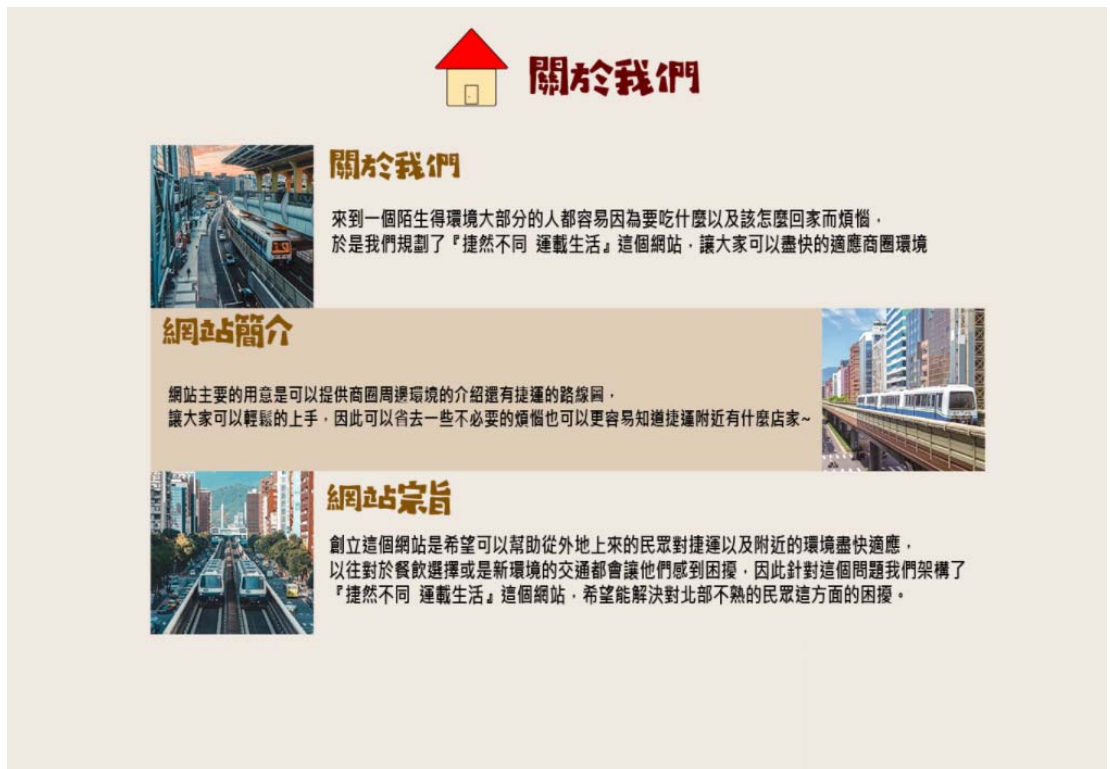 關於我們
關於我們
來到一個陌生得環境大部分的人都容易因為要吃什麼以及該怎麼回家而煩惱，
於是我們規劃了『捷然不同 運載生活』這個網站，讓大家可以盡快的適應商圈環境
網站簡介
網站主要的用意是可以提供商圈周邊環境的介紹還有捷運的路線圖，
讓大家可以輕鬆的上手，因此可以省去一些不必要的煩惱也可以更容易知道捷運附近有什麼店家~
網站宗旨
創立這個網站是希望可以幫助從外地上來的民眾對捷運以及附近的環境盡快適應，
以往對於餐飲選擇或是新環境的交通都會讓他們感到困擾，因此針對這個問題我們架構了
『捷然不同 運載生活』這個網站，希望能解決對北部不熟的民眾這方面的困擾。